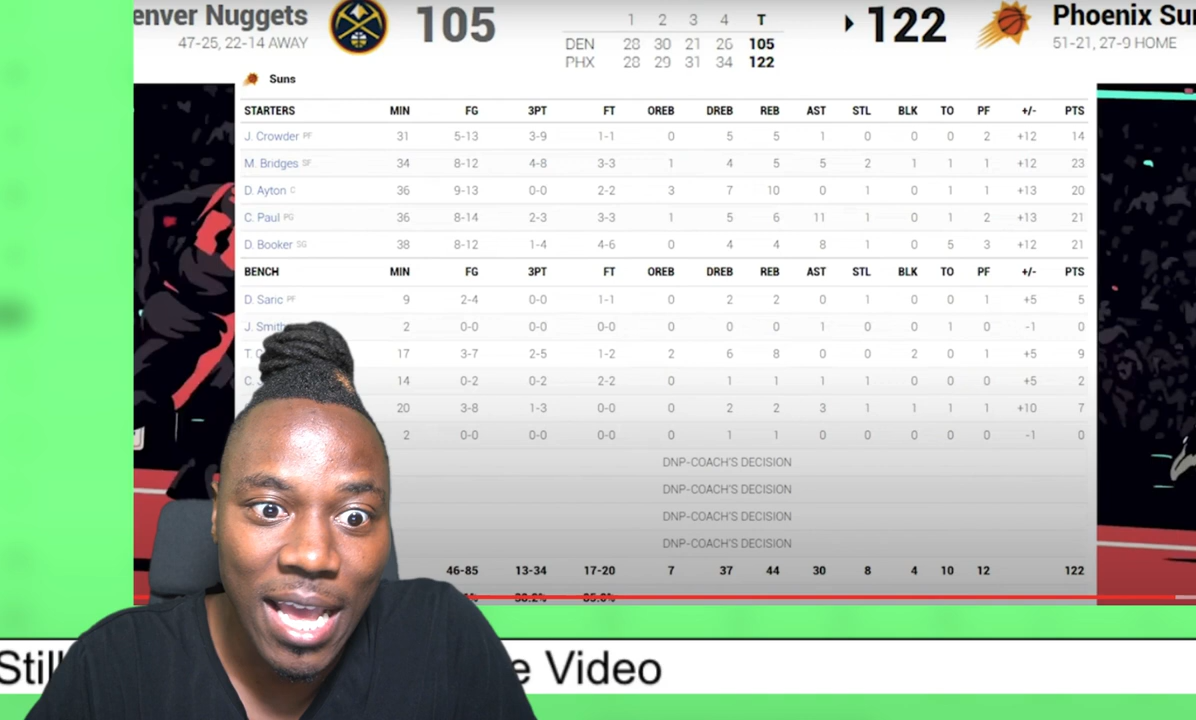 enver Nuggets
47-25, 22-14 AWAY
105
1 2 3 4 T
DEN 28 30 21 26 105
PHX 28 29 31 34 122
122
Phoenix Su
51-21, 27-9 HOME
Suns
STARTERS MIN FG 3PT FT OREB DREB REB AST STL BLK TO PF +/- PTS
J. Crowder PF 31 5-13 3-9 1-1 0 5 5 1 0 0 0 2 +12 14
M. Bridges SF 34 8-12 4-8 3-3 1 4 5 5 2 1 1 1 +12 23
D. Ayton C 36 9-13 0-0 2-2 3 7 10 0 1 0 1 1 +13 20
C. Paul PG 36 8-14 2-3 3-3 1 5 6 11 1 0 1 2 +13 21
D. Booker SG 38 8-12 1-4 4-6 0 4 4 8 1 0 5 3 +12 21
BENCH MIN FG 3PT FT OREB DREB REB AST STL BLK TO PF +/- PTS
D. Saric PF 9 2-4 0-0 1-1 0 2 2 0 1 0 0 1 +5 5
J. Smith 2 0-0 0-0 0-0 0 0 0 1 0 0 1 0 -1 0
T. 17 3-7 2-5 1-2 2 6 8 0 0 2 0 1 +5 9
C. 14 0-2 0-2 2-2 0 1 1 1 1 0 0 0 +5 2
20 3-8 1-3 0-0 0 2 2 3 1 1 1 1 +10 7
2 0-0 0-0 0-0 0 1 1 0 0 0 0 0 -1 0
DNP-COACH'S DECISION
DNP-COACH'S DECISION
DNP-COACH'S DECISION
DNP-COACH'S DECISION
46-85 13-34 17-20 7 37 44 30 8 4 10 12 122
38.2% 85.0%
Still e Video